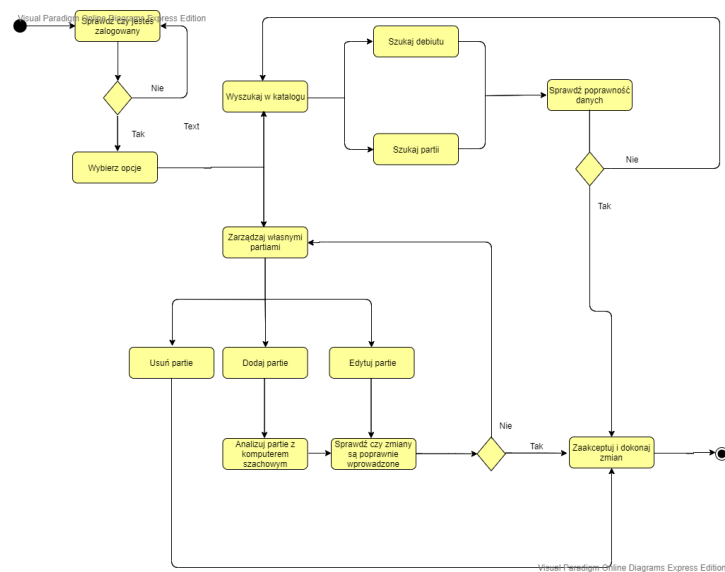 Visual Paradigm Online Diagrams Express Edition
Sprawdź czy jesteś
zalogowany
Nie
Tak
Text
Wybierz opcje
Wyszukaj w katalogu
Szukaj debiutu
Szukaj partii
Sprawdź poprawność
danych
Nie
Tak
Zarządzaj własnymi
partiami
Usuń partie
Dodaj partie
Edytuj partie
Analizuj partie z
komputerem
szachowym
Sprawdź czy zmiany
są poprawnie
wprowadzone
Nie
Tak
Zaakceptuj i dokonaj
zmian
Visual Paradigm Online Diagrams Express Edition